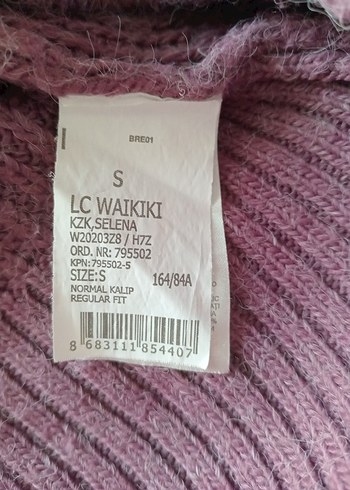 BRE01
S
LC WAIKIKI
KZK,SELENA
W20203Z8 / H7Z
ORD. NR: 795502
KPN:795502-5
SIZE:S 164/84A
NORMAL KALIP
REGULAR FIT
8 683111 854407